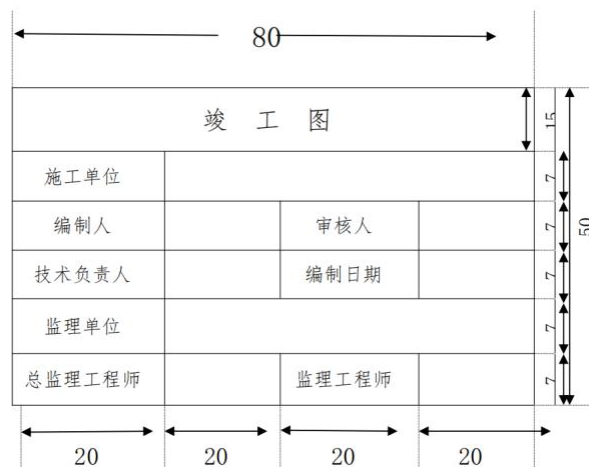 80
竣 工 图
15
施工单位
7
编制人 审核人
7
50
技术负责人 编制日期
7
监理单位
7
总监理工程师 监理工程师
7
20 20 20 20